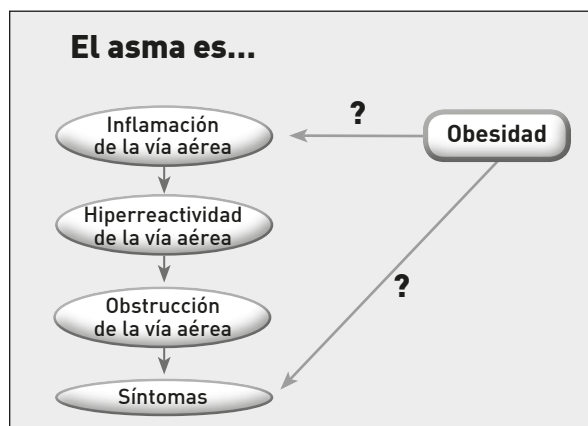 El asma es...
Inflamación
de la vía aérea
?
Obesidad
Hiperreactividad
de la vía aérea
Obstrucción
de la vía aérea
?
Síntomas